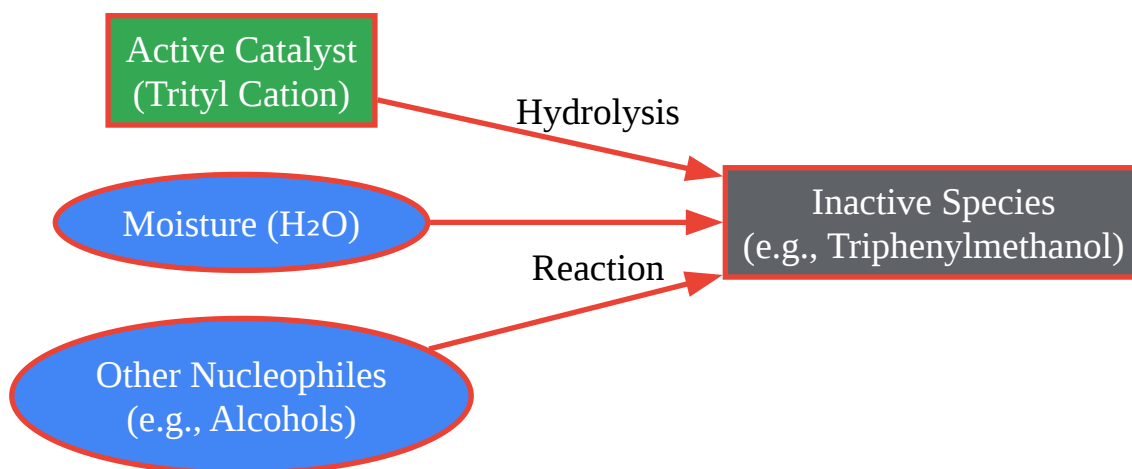 Active Catalyst
(Trityl Cation)
Hydrolysis
Moisture (H₂O)
Inactive Species
(e.g., Triphenylmethanol)
Reaction
Other Nucleophiles
(e.g., Alcohols)